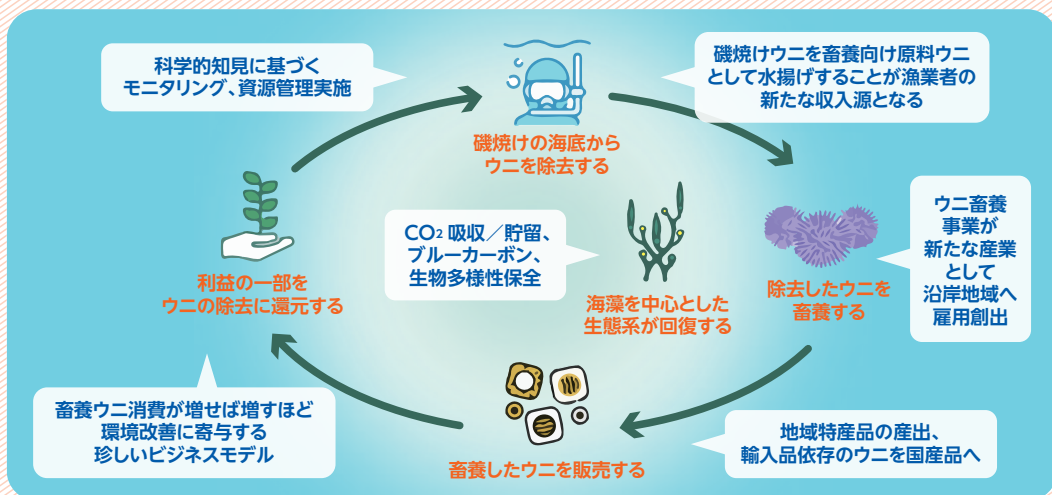 科学的知見に基づく
モニタリング、資源管理実施
磯焼けの海底から
ウニを除去する
磯焼けウニを畜養向け原料ウニ
として水揚げすることが漁業者の
新たな収入源となる
除去したウニを
畜養する
ウニ畜養
事業が
新たな産業
として
沿岸地域へ
雇用創出
畜養したウニを販売する
地域特産品の産出、
輸入品依存のウニを国産品へ
利益の一部を
ウニの除去に還元する
畜養ウニ消費が増せば増すほど
環境改善に寄与する
珍しいビジネスモデル
CO2 吸収／貯留、
ブルーカーボン、
生物多様性保全
海藻を中心とした
生態系が回復する